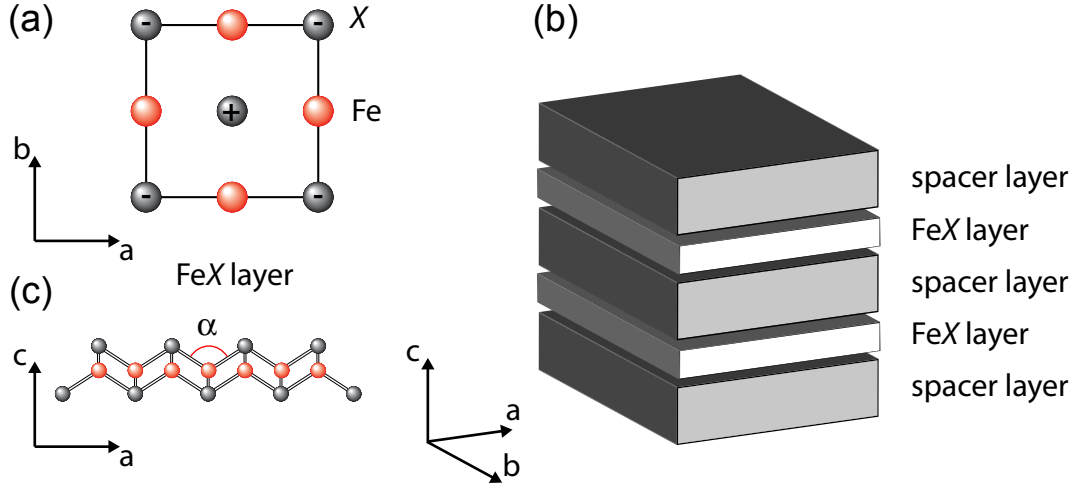 (a)
-
-
X
+
Fe
-
-
b
a
FeX layer
(b)
spacer layer
FeX layer
spacer layer
FeX layer
spacer layer
c
a
b
(c)
α
c
a